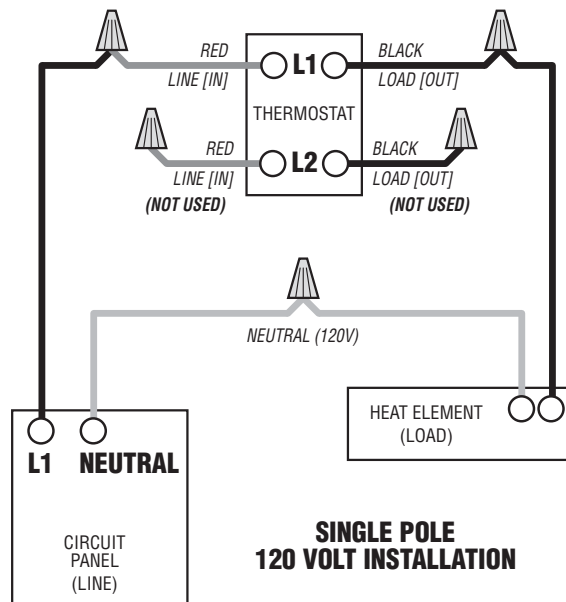 RED
L1
BLACK
LINE [IN]
LOAD [OUT]
THERMOSTAT
RED
L2
BLACK
LINE [IN]
LOAD [OUT]
(NOT USED)
(NOT USED)
NEUTRAL (120V)
HEAT ELEMENT
(LOAD)
L1
NEUTRAL
CIRCUIT
PANEL
(LINE)
SINGLE POLE
120 VOLT INSTALLATION